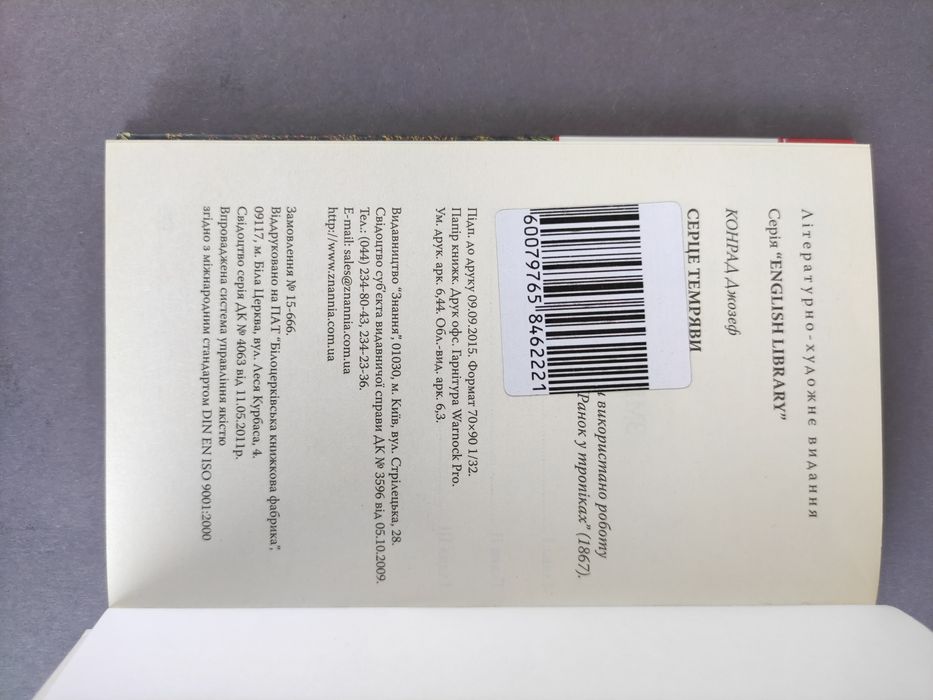 Літературно-художнє видання
Серія "ENGLISH LIBRARY"
КОНРАД Джозеф
СЕРЦЕ ТЕМРЯВИ
6007976584622221
використано роботу
Ранок у тропіках" (1867).
Підп. до друку 09.09.2015. Формат 70×90 1/32.
Папір книжк. Друк офс. Гарнітура Warnock Pro.
Ум. друк. арк. 6,44. Обл.-вид. арк. 6,3.
Видавництво "Знання", 01030, м. Київ, вул. Стрілецька, 28.
Свідоцтво суб'єкта видавничої справи ДК № 3596 від 05.10.2009.
Тел.: (044) 234-80-43, 234-23-36.
E-mail: sales@znannia.com.ua
http://www.znannia.com.ua
Замовлення № 15-666.
Віддруковано на ПАТ "Білоцерківська книжкова фабрика",
09117, м. Біла Церква, вул. Леся Курбаса, 4.
Свідоцтво серія ДК № 4063 від 11.05.2011р.
Впроваджена система управління якістю
згідно з міжнародним стандартом DIN EN ISO 9001:2000